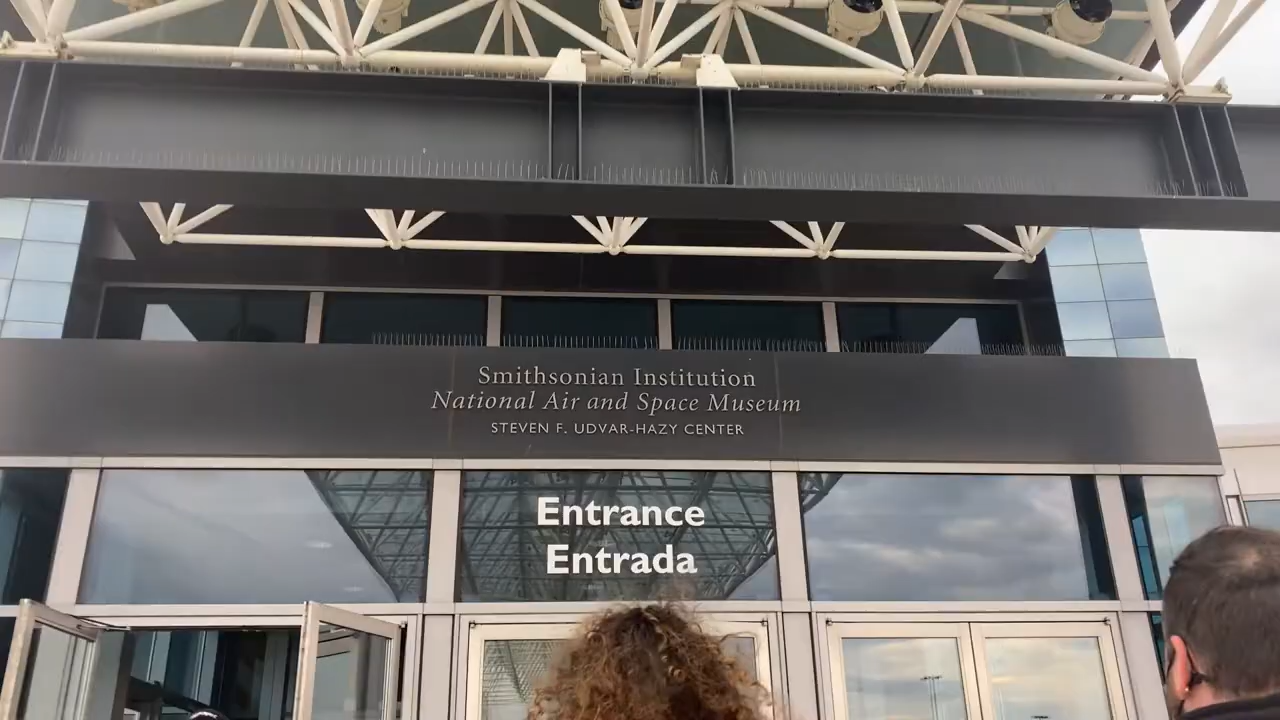 Smithsonian Institution
National Air and Space Museum
STEVEN F. UDVAR-HAZY CENTER
Entrance
Entrada